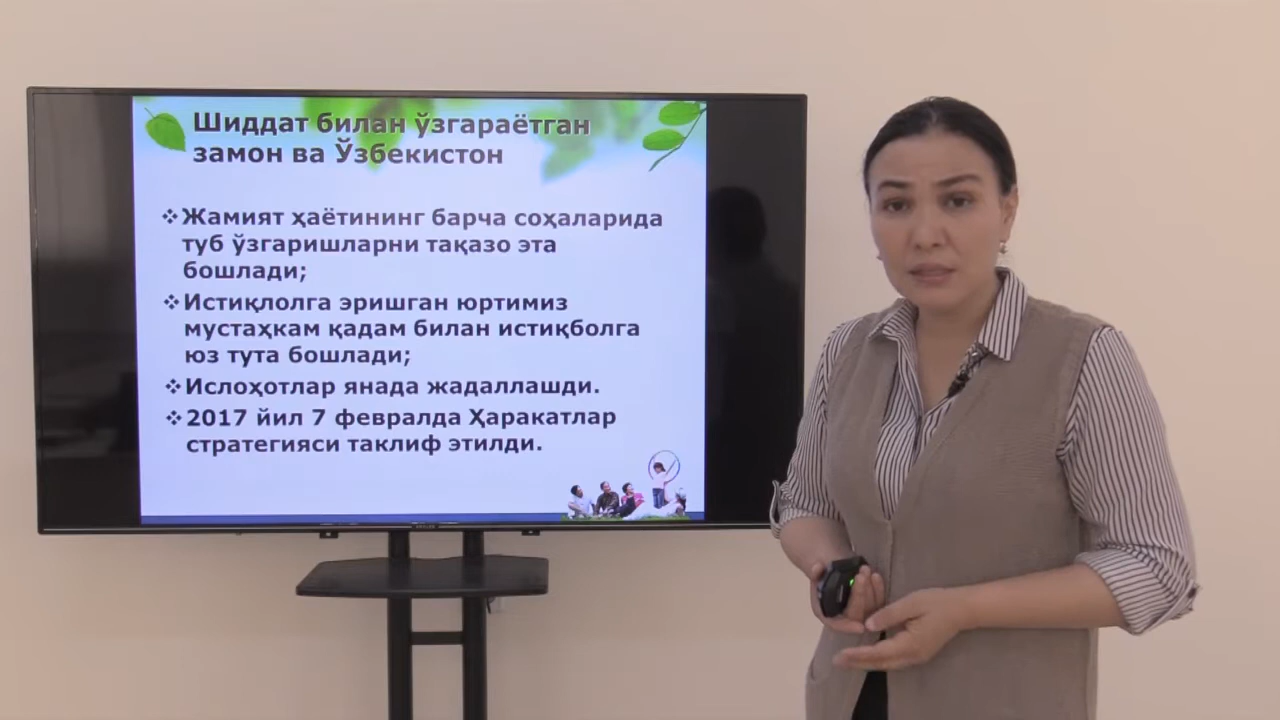 Шиддат билан ўзгараётган
замон ва Ўзбекистон
❖Жамият ҳаётининг барча соҳаларида
туб ўзгаришларни тақазо эта
бошлади;
❖Истиқлолга эришган юртимиз
мустаҳкам қадам билан истиқболга
юз тута бошлади;
❖Ислоҳотлар янада жадаллашди.
❖2017 йил 7 февралда Ҳаракатлар
стратегияси таклиф этилди.